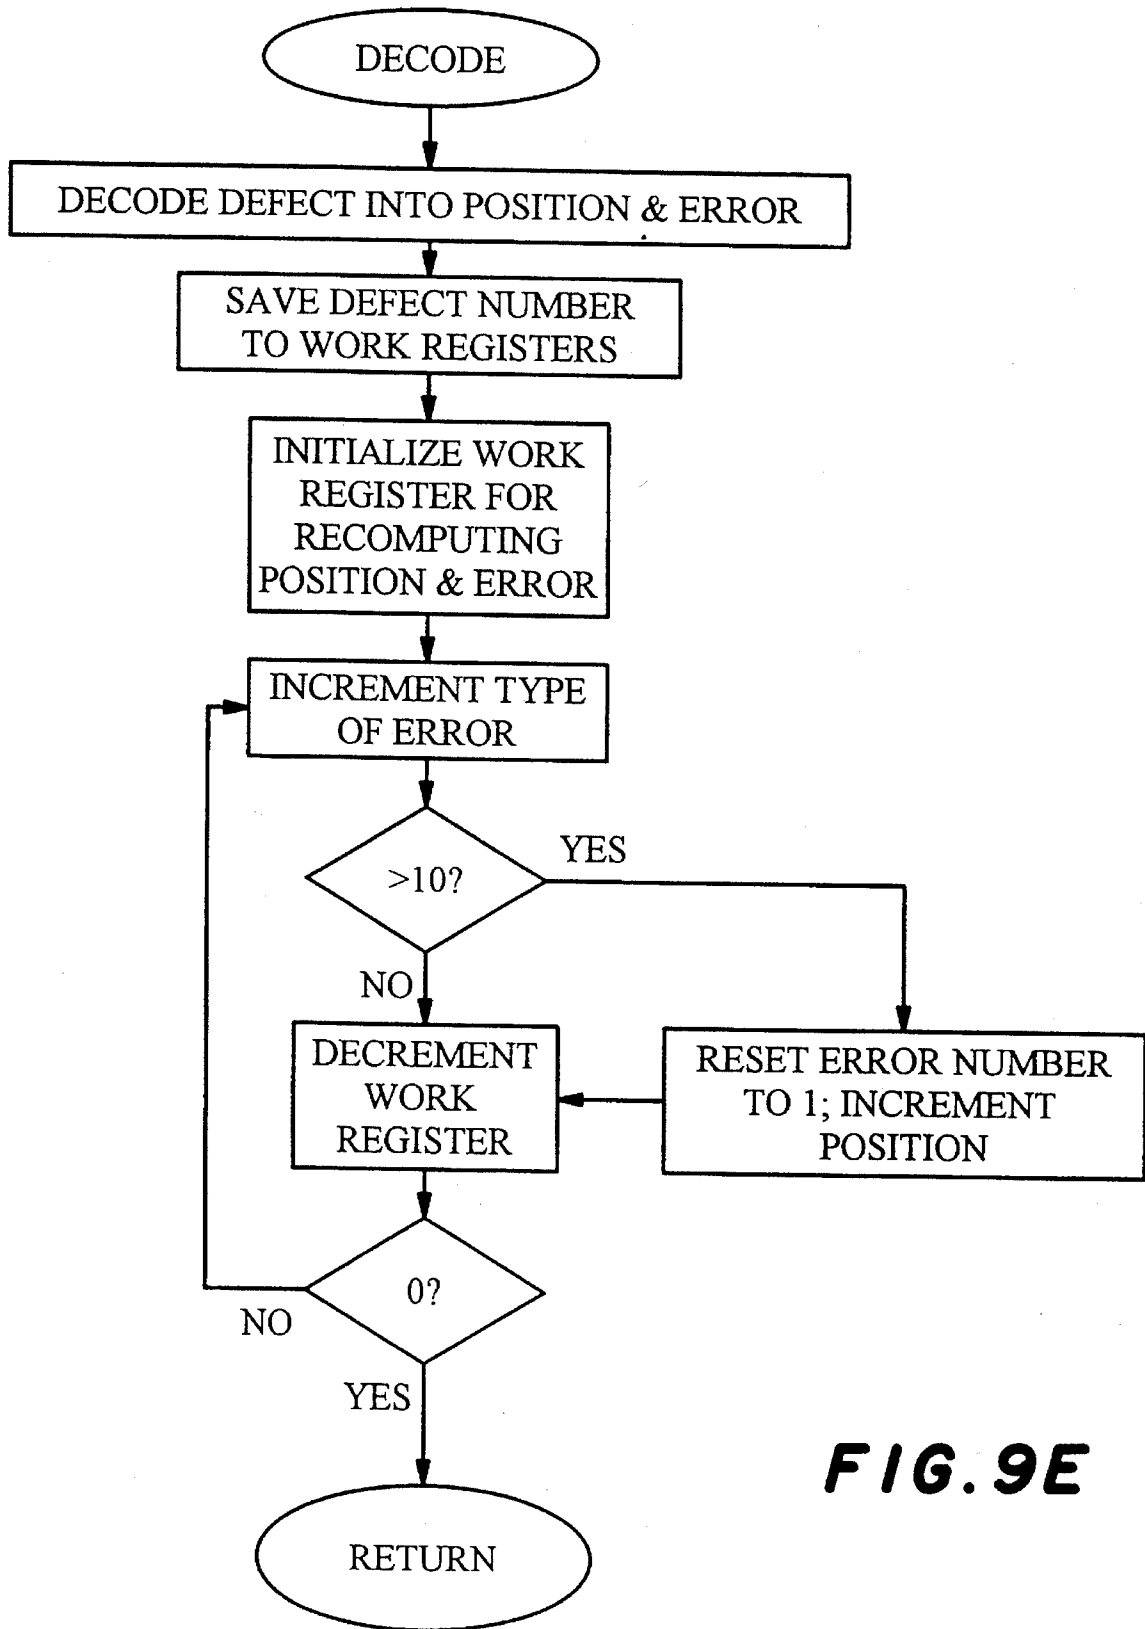 DECODE
DECODE DEFECT INTO POSITION & ERROR
SAVE DEFECT NUMBER
TO WORK REGISTERS
INITIALIZE WORK
REGISTER FOR
RECOMPUTING
POSITION & ERROR
INCREMENT TYPE
OF ERROR
>10?
YES
NO
DECREMENT
WORK
REGISTER
RESET ERROR NUMBER
TO 1; INCREMENT
POSITION
0?
NO
YES
RETURN
FIG. 9E